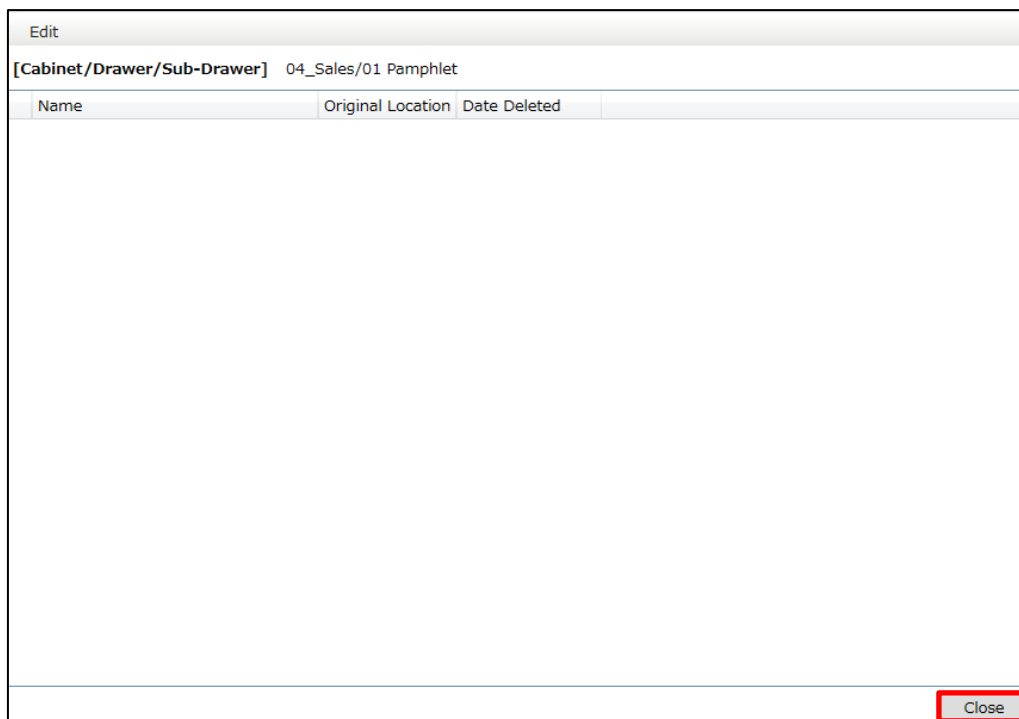 Edit
[Cabinet/Drawer/Sub-Drawer] 04_Sales/01 Pamphlet
Name Original Location Date Deleted
Close